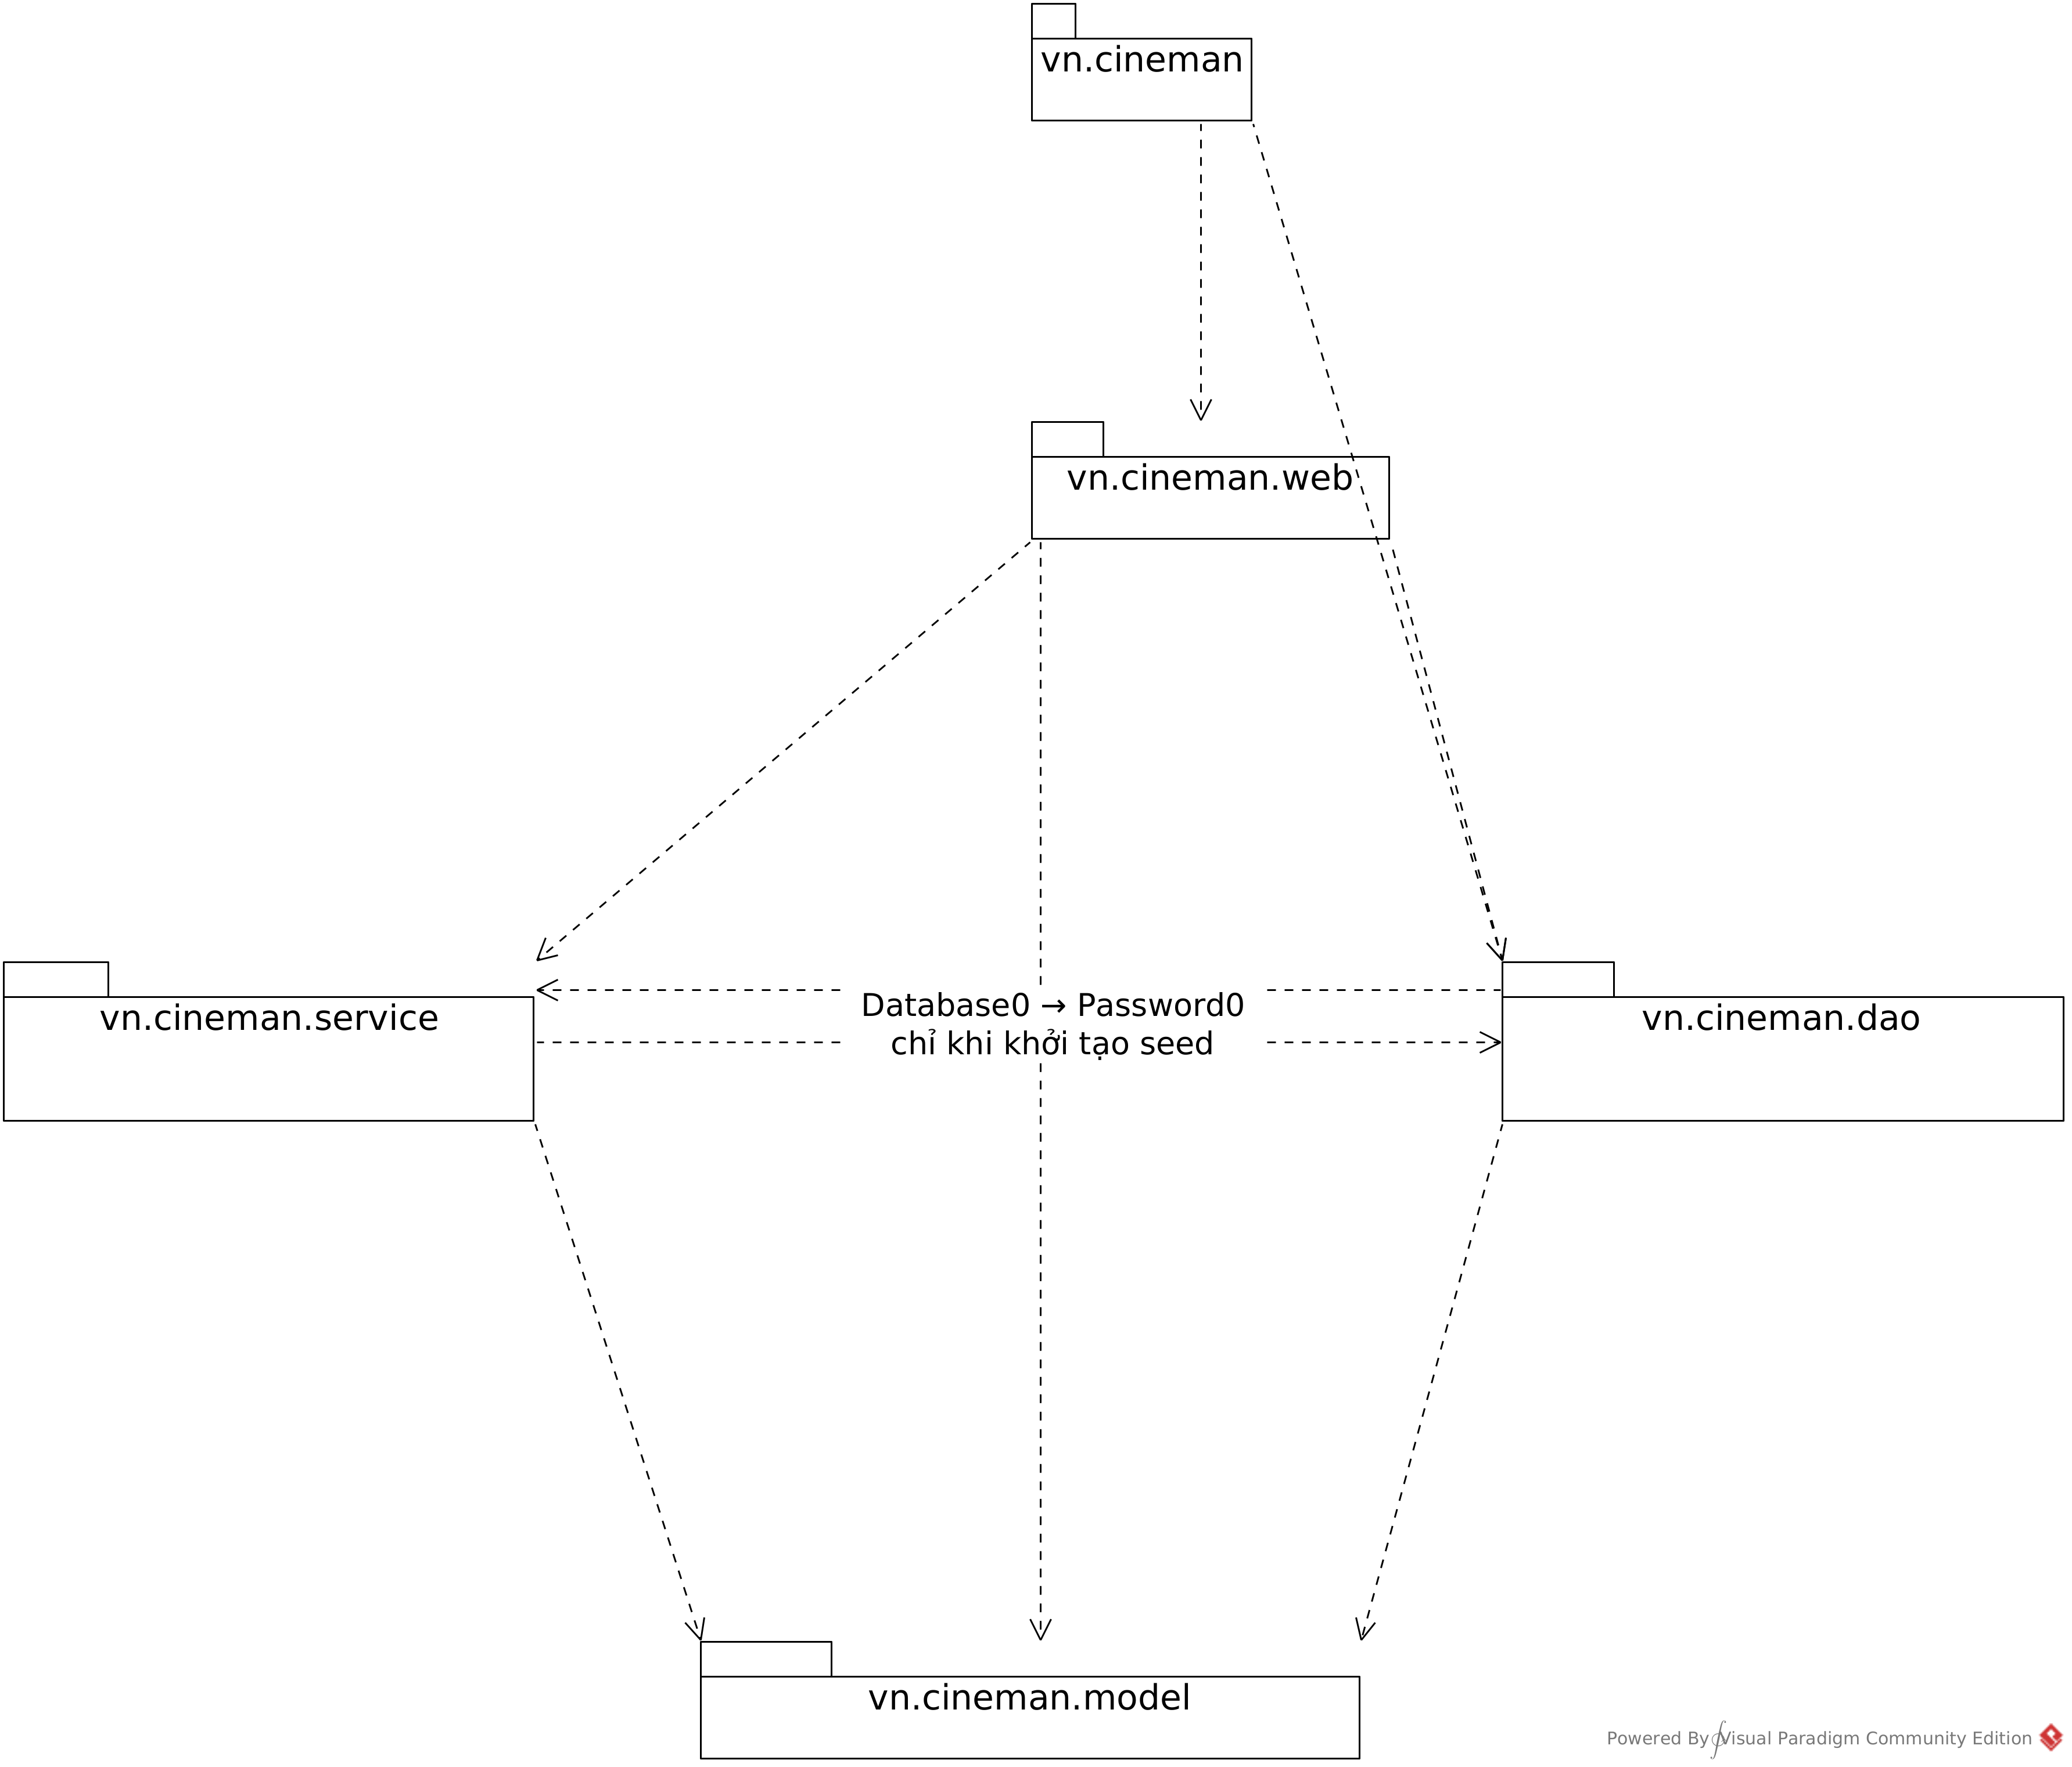 vn.cineman
vn.cineman.web
vn.cineman.service
Database0 → Password0
chỉ khi khởi tạo seed
vn.cineman.dao
vn.cineman.model
Powered By Visual Paradigm Community Edition